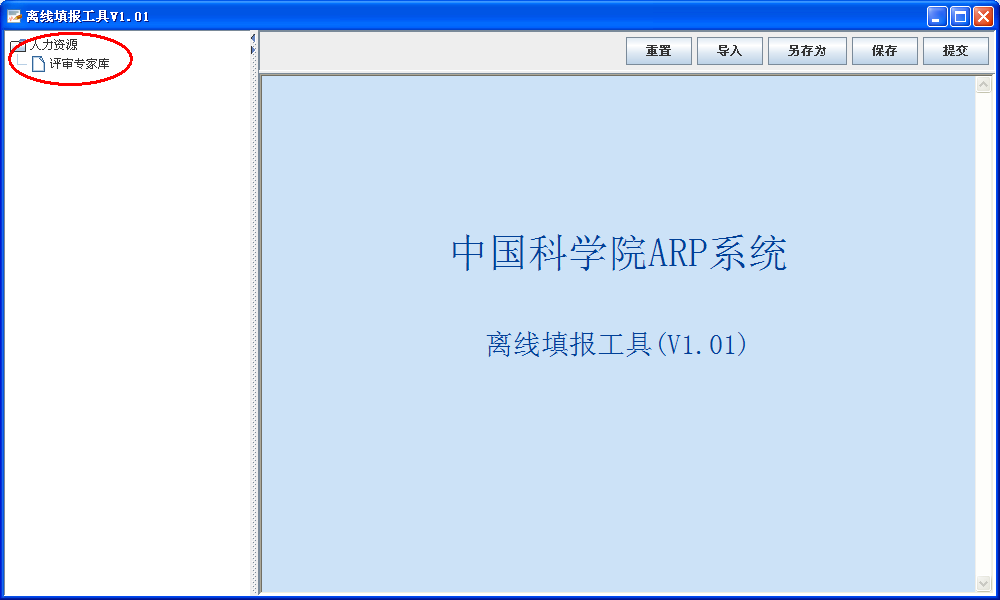 离线填报工具V1.01
人力资源
评审专家库
重置 导入 另存为 保存 提交
中国科学院ARP系统
离线填报工具(V1.01)